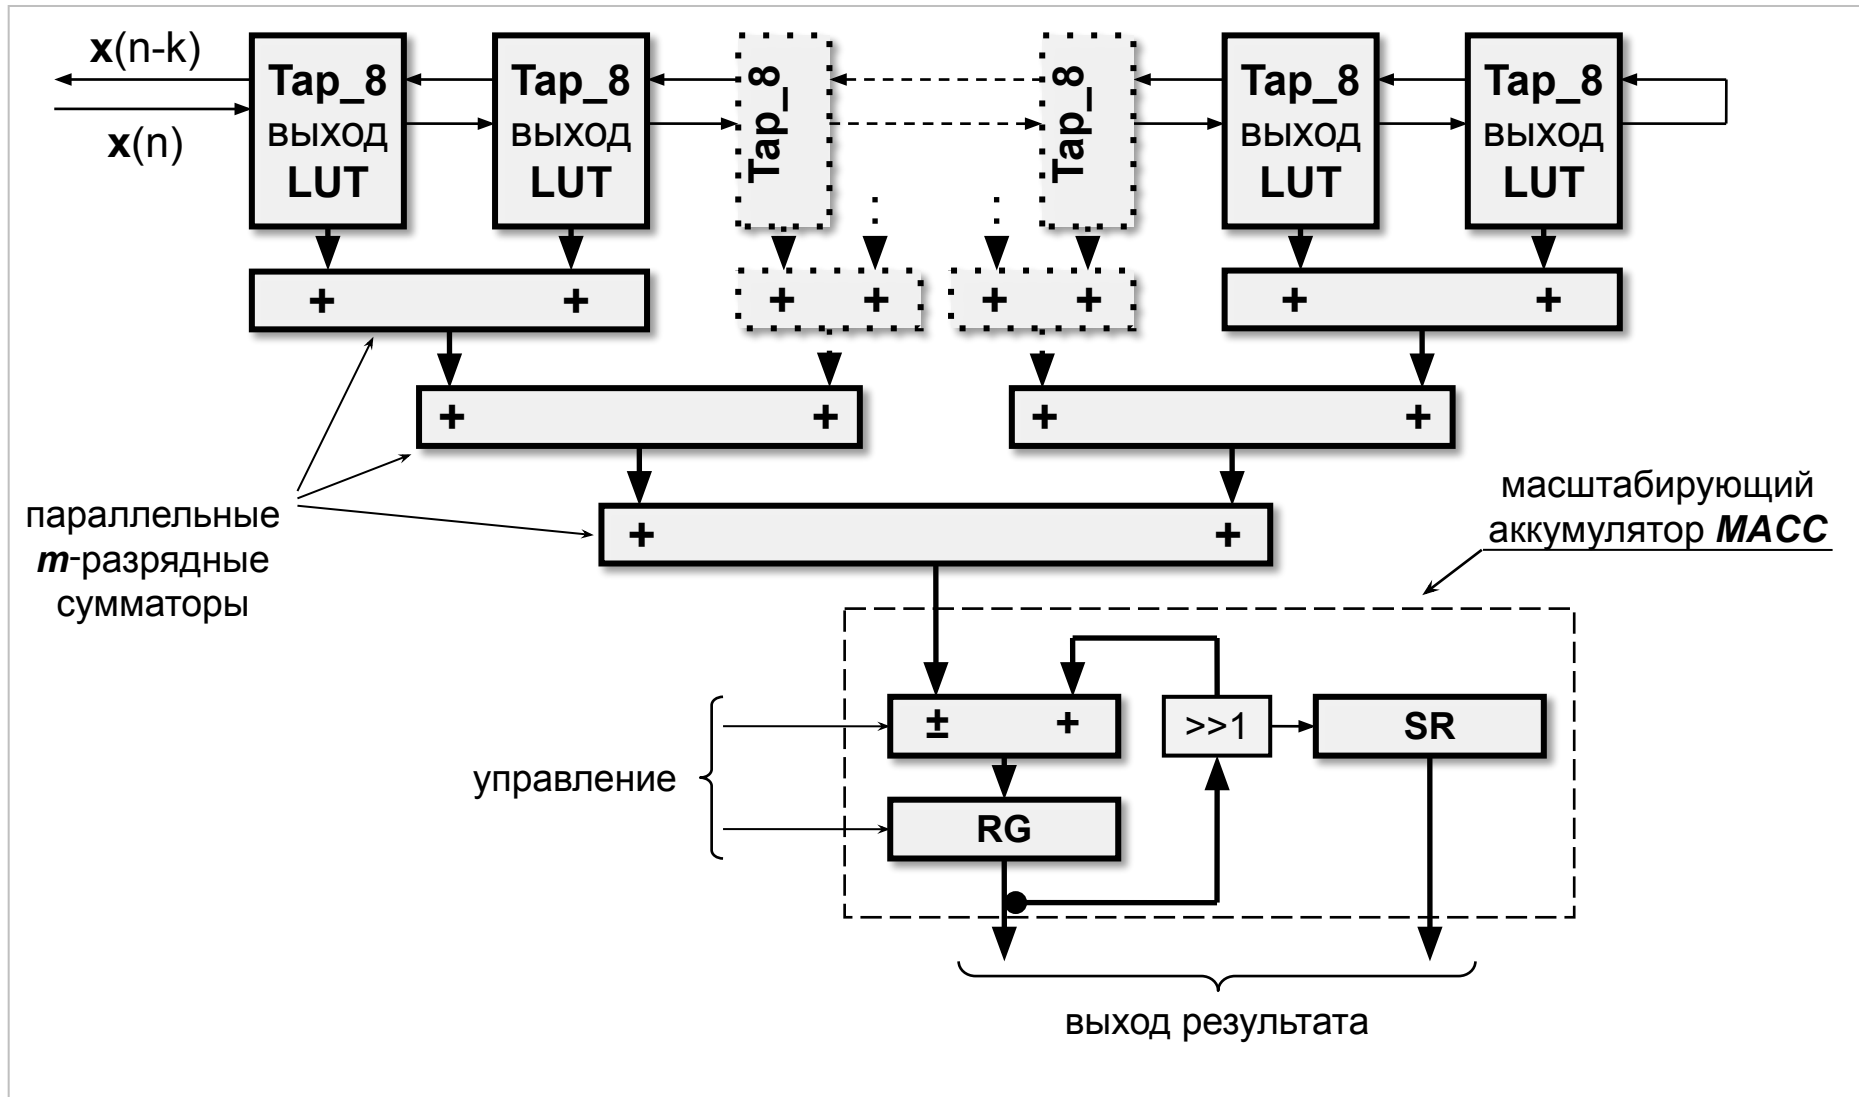 x(n-k)
x(n)
Tap_8
выход
LUT
Tap_8
выход
LUT
Tap_8
Tap_8
Tap_8
выход
LUT
Tap_8
выход
LUT
+ +
+ +
+ +
+ +
+ +
+ +
+ +
параллельные
m-разрядные
сумматоры
масштабирующий
аккумулятор MACC
± +
>>1
SR
управление
RG
выход результата